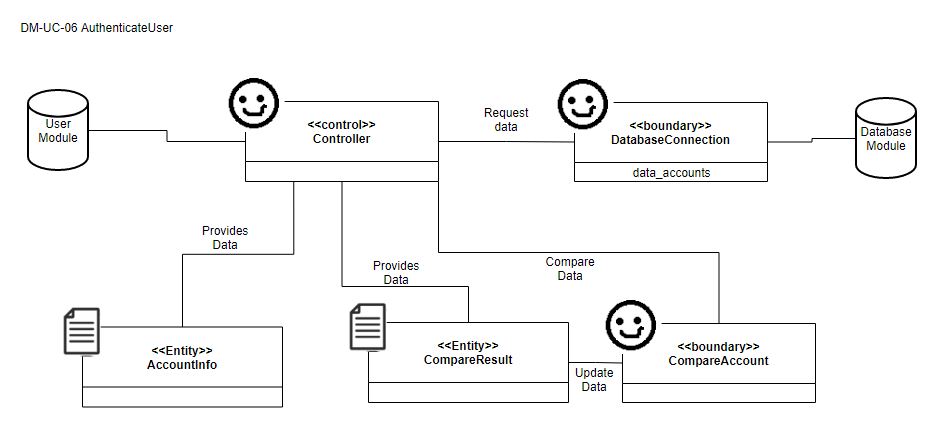 DM-UC-06 AuthenticateUser
User
Module
<<control>>
Controller
Request
data
<<boundary>>
DatabaseConnection
data_accounts
Database
Module
Provides
Data
Provides
Data
Compare
Data
<<Entity>>
AccountInfo
<<Entity>>
CompareResult
Update
Data
<<boundary>>
CompareAccount